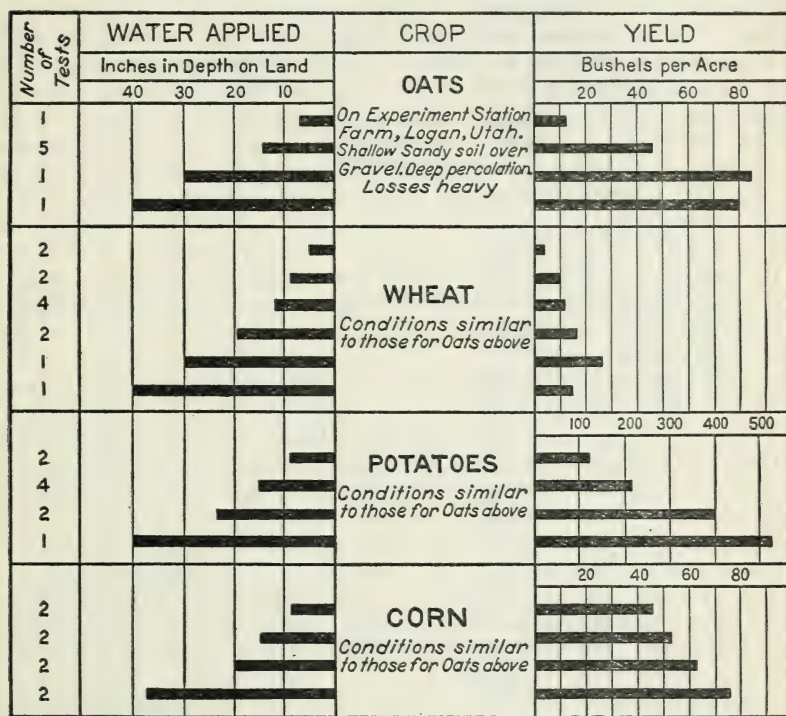 Number of Tests
WATER APPLIED
CROP
YIELD
Inches in Depth on Land
Bushels per Acre
40 30 20 10
20 40 60 80
OATS
On Experiment Station
Farm, Logan, Utah.
Shallow Sandy soil over
Gravel. Deep percolation
Losses heavy
1
5
1
1
WHEAT
Conditions similar
to those for Oats above
2
2
4
2
1
1
100 200 300 400 500
POTATOES
Conditions similar
to those for Oats above
2
4
2
1
20 40 60 80
CORN
Conditions similar
to those for Oats above
2
2
2
2